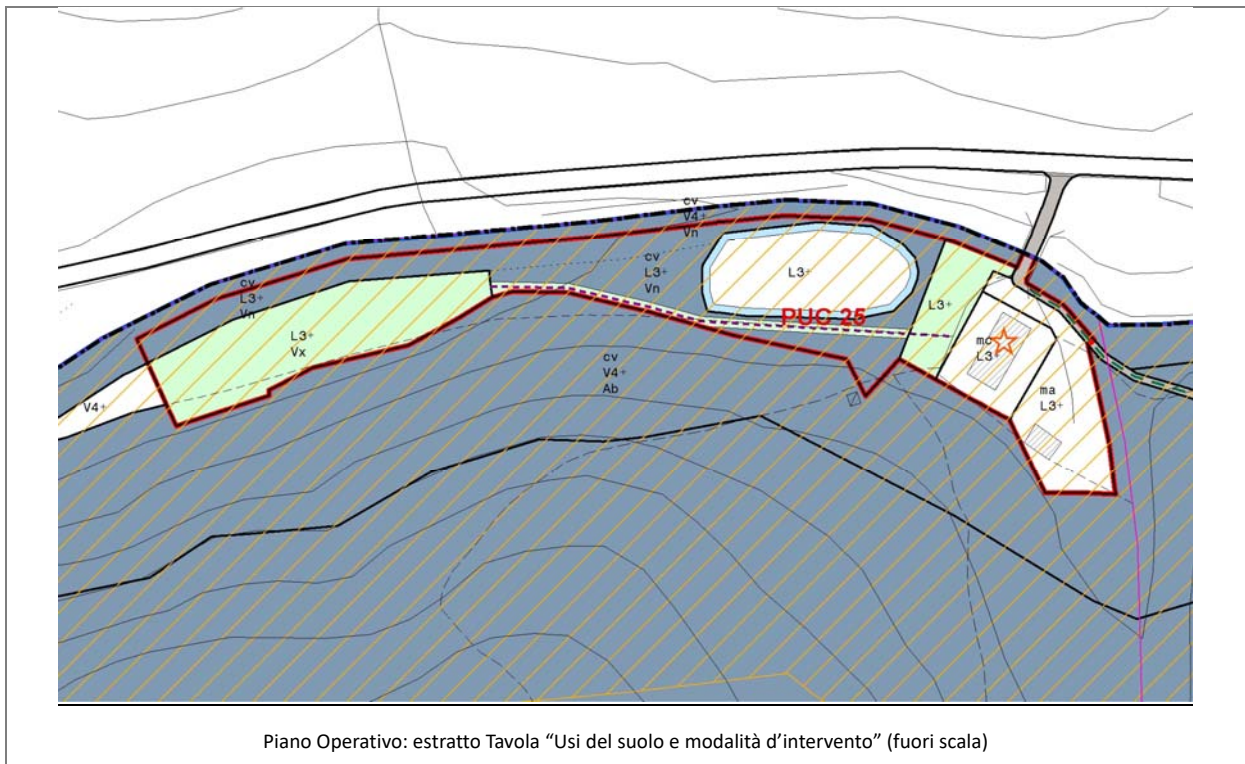 cv
V4+
Vn
cv
L3+
Vn
L3+
cv
L3+
Vn
L3+
L3+
Vx
PUC 25
mc
L3
ma
L3+
cv
V4+
Ab
V4+
Piano Operativo: estratto Tavola “Usi del suolo e modalità d’intervento” (fuori scala)